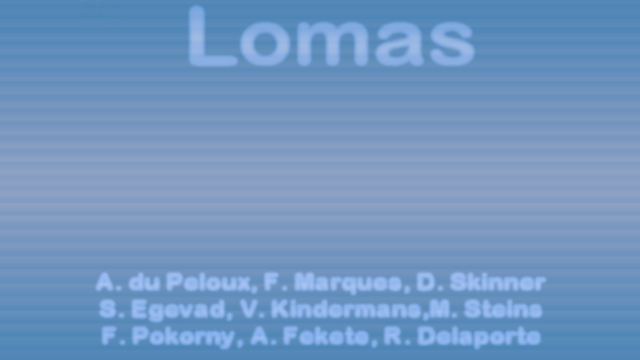 Lomas
A. du Peloux, F. Marques, D. Skinner
S. Egevad, V. Kindermans,M. Steins
F. Pokorny, A. Fekete, R. Delaporte